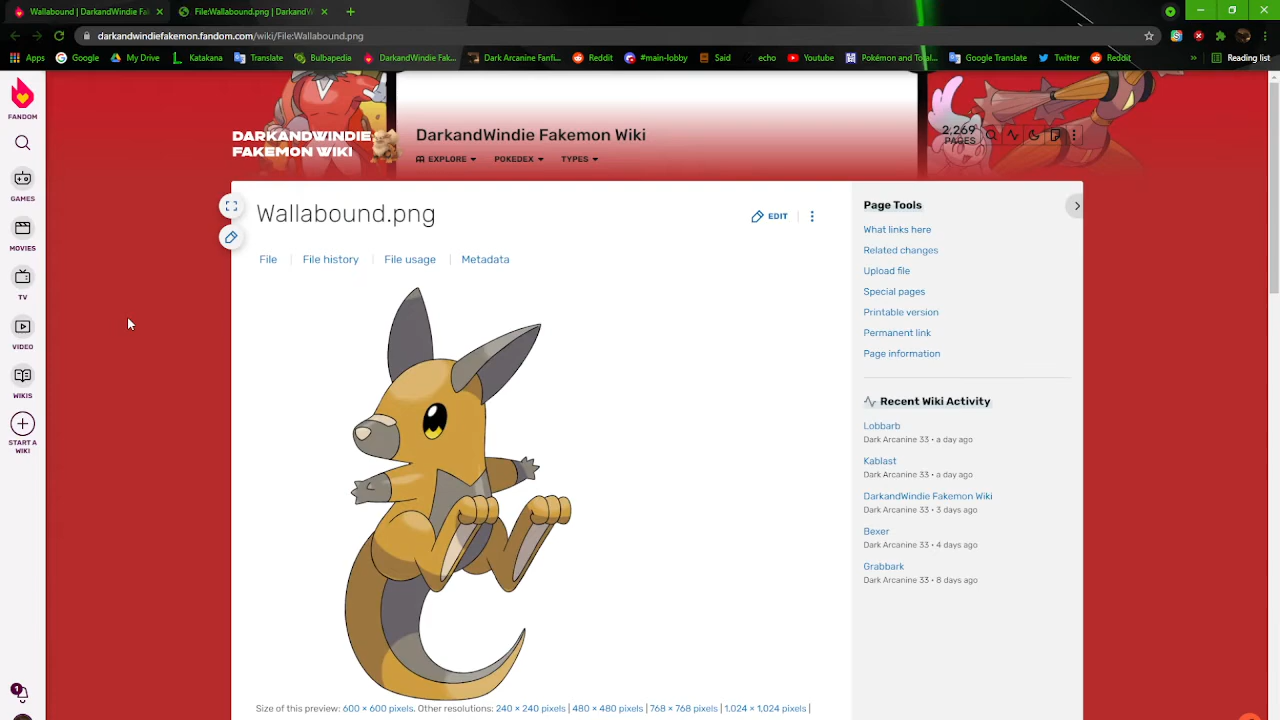 Wallabound | DarkandWindie Fa
File:Wallabound.png | DarkandW
darkandwindiefakemon.fandom.com/wiki/File:Wallabound.png
Apps Google My Drive Katakana Translate Bulbapedia DarkandWindie Fak... Dark Arcanine Fanfi... Reddit #main-lobby Said echo Youtube Pokémon and Total... Google Translate Twitter Reddit » Reading list
FANDOM
GAMES
MOVIES
TV
VIDEO
WIKIS
START A
WIKI
1
DARKANDWINDIE
FAKEMON WIKI
DarkandWindie Fakemon Wiki
EXPLORE POKEDEX TYPES
2,269
PAGES
Wallabound.png
EDIT
File File history File usage Metadata
Size of this preview: 600 × 600 pixels. Other resolutions: 240 × 240 pixels | 480 × 480 pixels | 768 × 768 pixels | 1,024 × 1,024 pixels |
Page Tools
What links here
Related changes
Upload file
Special pages
Printable version
Permanent link
Page information
Recent Wiki Activity
Lobbarb
Dark Arcanine 33 • a day ago
Kablast
Dark Arcanine 33 • a day ago
DarkandWindie Fakemon Wiki
Dark Arcanine 33 • 3 days ago
Bexer
Dark Arcanine 33 • 4 days ago
Grabbark
Dark Arcanine 33 • 8 days ago